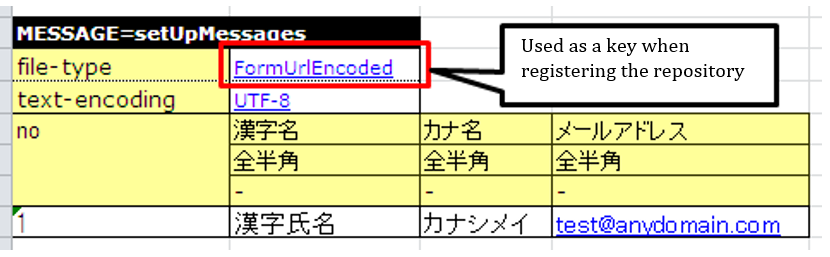 MESSAGE=setUpMessages
file-type FormUrlEncoded
text-encoding UTF-8
no 漢字名 カナ名 メールアドレス
全半角 全半角 全半角
- - -
1 漢字氏名 カナシメイ test@anydomain.com
Used as a key when
registering the repository